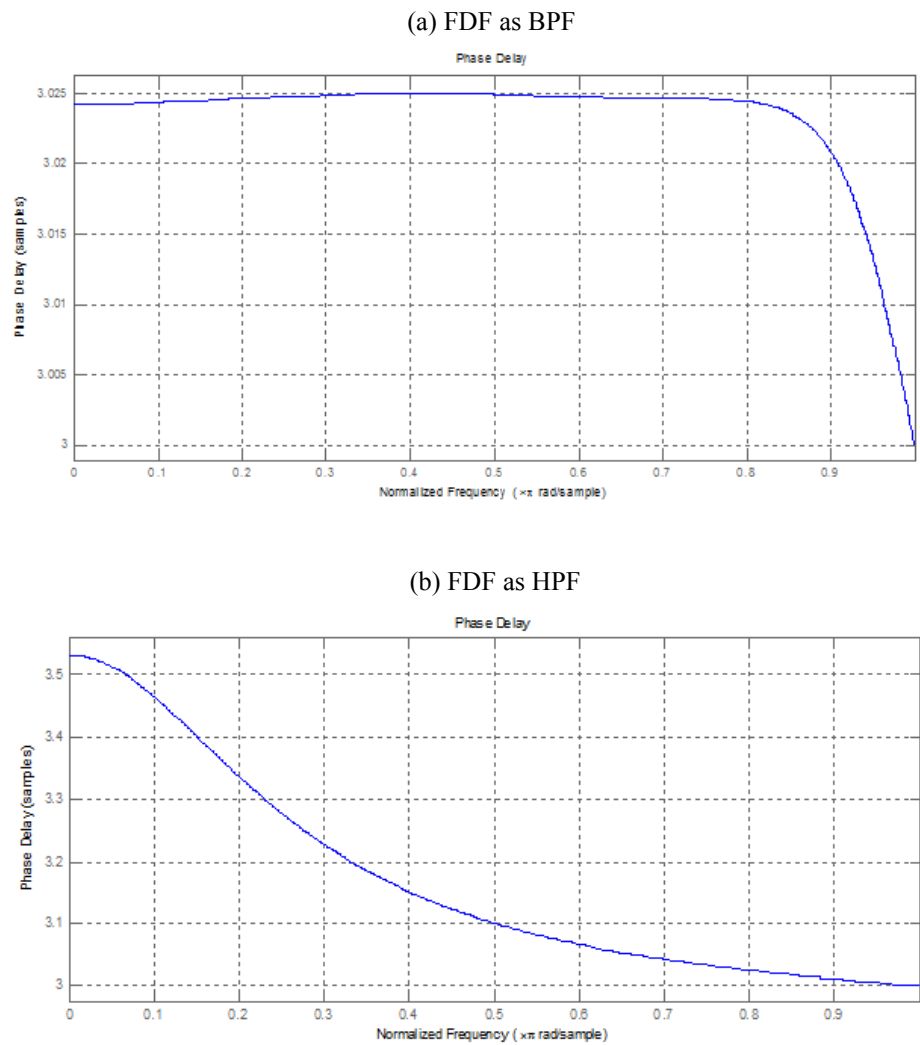 (a) FDF as BPF
Phase Delay
3.025
3.02
3.015
3.01
3.005
3
Phase Delay (samples)
0 0.1 0.2 0.3 0.4 0.5 0.6 0.7 0.8 0.9
Normalized Frequency (×π rad/sample)
(b) FDF as HPF
Phase Delay
3.5
3.4
3.3
3.2
3.1
3
Phase Delay (samples)
0 0.1 0.2 0.3 0.4 0.5 0.6 0.7 0.8 0.9
Normalized Frequency (×π rad/sample)